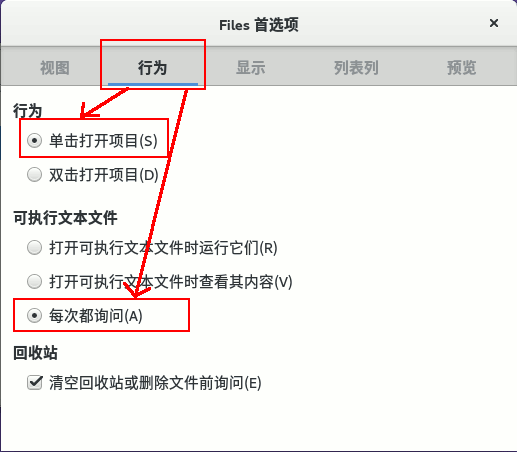 Files 首选项
视图 行为 显示 列表列 预览
行为
单击打开项目(S)
双击打开项目(D)
可执行文本文件
打开可执行文本文件时运行它们(R)
打开可执行文本文件时查看其内容(V)
每次都询问(A)
回收站
清空回收站或删除文件前询问(E)